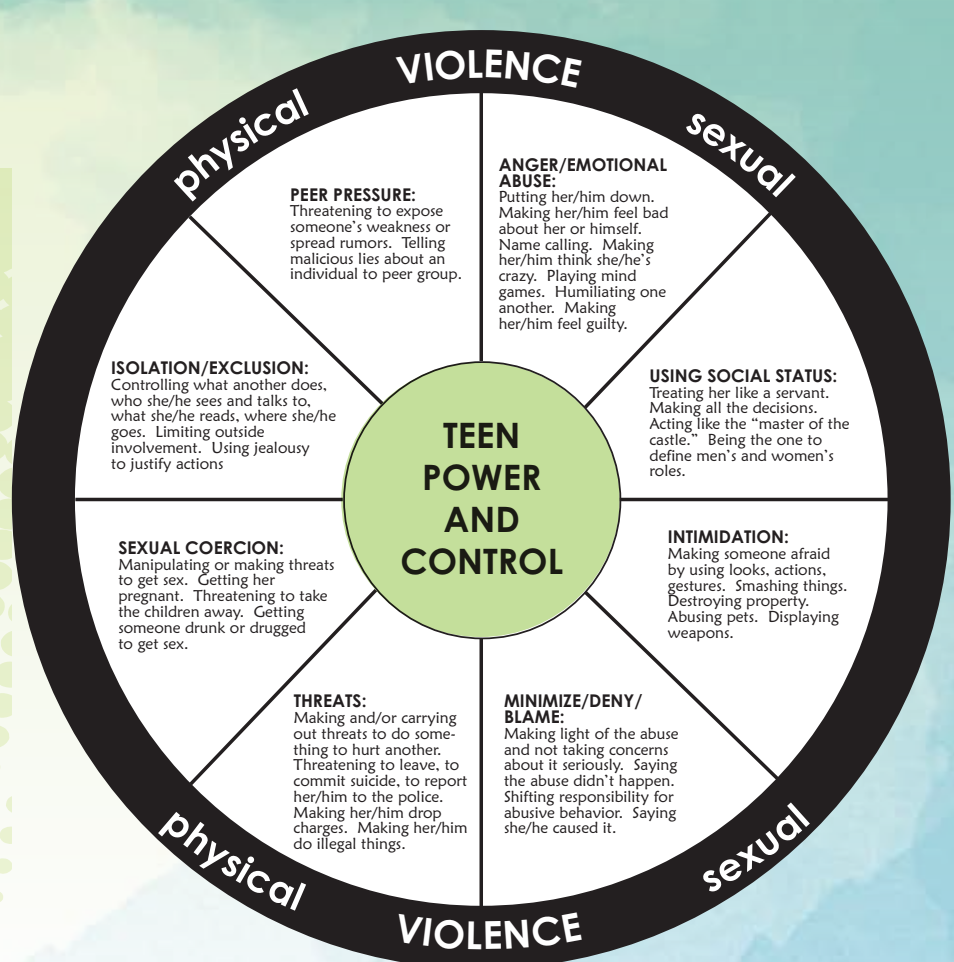 VIOLENCE
physical
sexual
PEER PRESSURE:
Threatening to expose
someone's weakness or
spread rumors. Telling
malicious lies about an
individual to peer group.
ANGER/EMOTIONAL
ABUSE:
Putting her/him down.
Making her/him feel bad
about her or himself.
Name calling. Making
her/him think she/he's
crazy. Playing mind
games. Humiliating one
another. Making
her/him feel guilty.
ISOLATION/EXCLUSION:
Controlling what another does,
who she/he sees and talks to,
what she/he reads, where she/he
goes. Limiting outside
involvement. Using jealousy
to justify actions
USING SOCIAL STATUS:
Treating her like a servant.
Making all the decisions.
Acting like the “master of the
castle.” Being the one to
define men's and women's
roles.
TEEN
POWER
AND
CONTROL
SEXUAL COERCION:
Manipulating or making threats
to get sex. Getting her
pregnant. Threatening to take
the children away. Getting
someone drunk or drugged
to get sex.
INTIMIDATION:
Making someone afraid
by using looks, actions,
gestures. Smashing things.
Destroying property.
Abusing pets. Displaying
weapons.
THREATS:
Making and/or carrying
out threats to do some-
thing to hurt another.
Threatening to leave, to
commit suicide, to report
her/him to the police.
Making her/him drop
charges. Making her/him
do illegal things.
MINIMIZE/DENY/
BLAME:
Making light of the abuse
and not taking concerns
about it seriously. Saying
the abuse didn't happen.
Shifting responsibility for
abusive behavior. Saying
she/he caused it.
physical
sexual
VIOLENCE